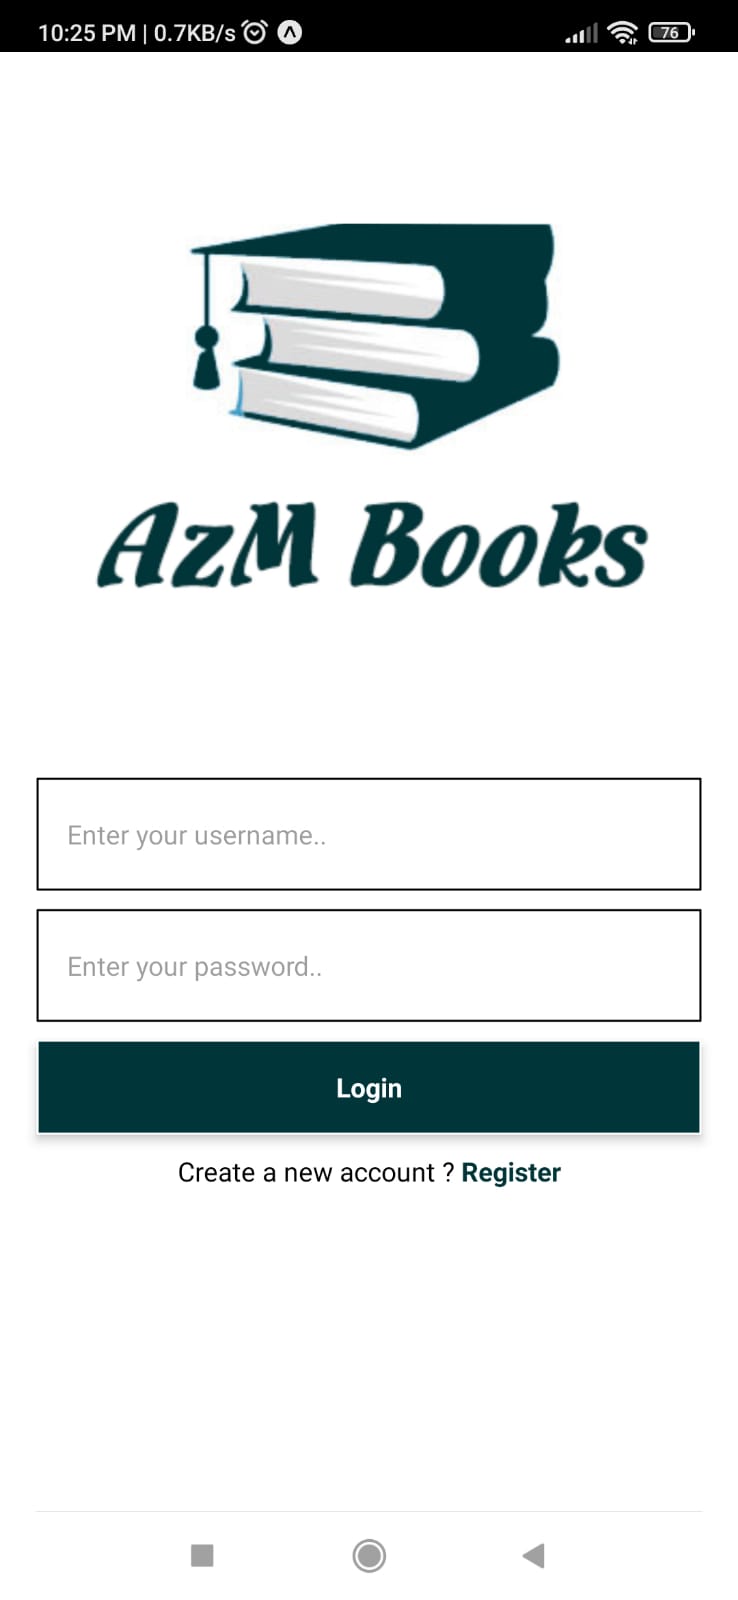 10:25 PM | 0.7KB/s 76
AzM Books
Enter your username..
Enter your password..
Login
Create a new account ? Register